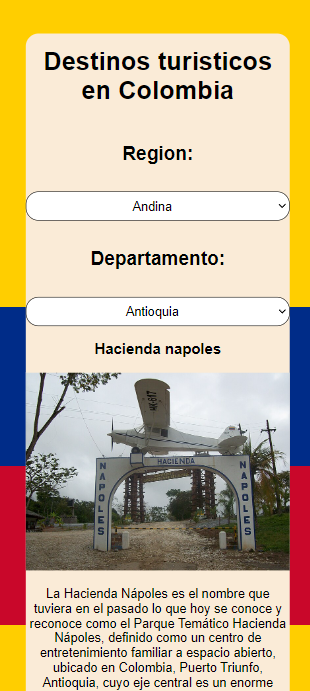 Destinos turisticos
en Colombia
Region:
Andina
Departamento:
Antioquia
Hacienda napoles
HK-617
HACIENDA
NAPOLES
NAPOLES
La Hacienda Nápoles es el nombre que
tuviera en el pasado lo que hoy se conoce y
reconoce como el Parque Temático Hacienda
Nápoles, definido como un centro de
entretenimiento familiar a espacio abierto,
ubicado en Colombia, Puerto Triunfo,
Antioquia, cuyo eje central es un enorme